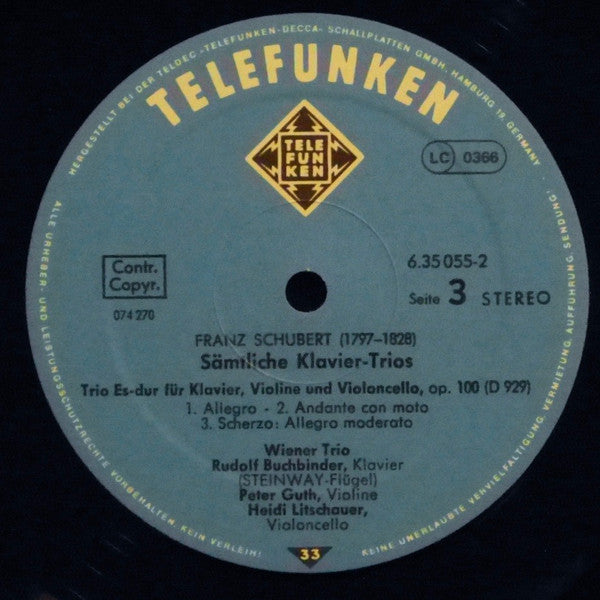 HERGESTELLT BEI DER TELDEC »TELEFUNKEN-DECCA« SCHALLPLATTEN GMBH., HAMBURG 19, GERMANY
TELEFUNKEN
TELE
FUN
KEN
LC 0366
Contr.
Copyr.
074 270
6.35 055-2
Seite 3 STEREO
FRANZ SCHUBERT (1797–1828)
Sämtliche Klavier-Trios
Trio Es-dur für Klavier, Violine und Violoncello, op. 100 (D 929)
1. Allegro - 2. Andante con moto
3. Scherzo: Allegro moderato
Wiener Trio
Rudolf Buchbinder, Klavier
(STEINWAY-Flügel)
Peter Guth, Violine
Heidi Litschauer,
Violoncello
33
ALLE URHEBER- UND LEISTUNGSSCHUTZRECHTE VORBEHALTEN. KEIN VERLEIH!
KEINE UNERLAUBTE VERVIELFÄLTIGUNG, VERMIETUNG, AUFFÜHRUNG, SENDUNG!